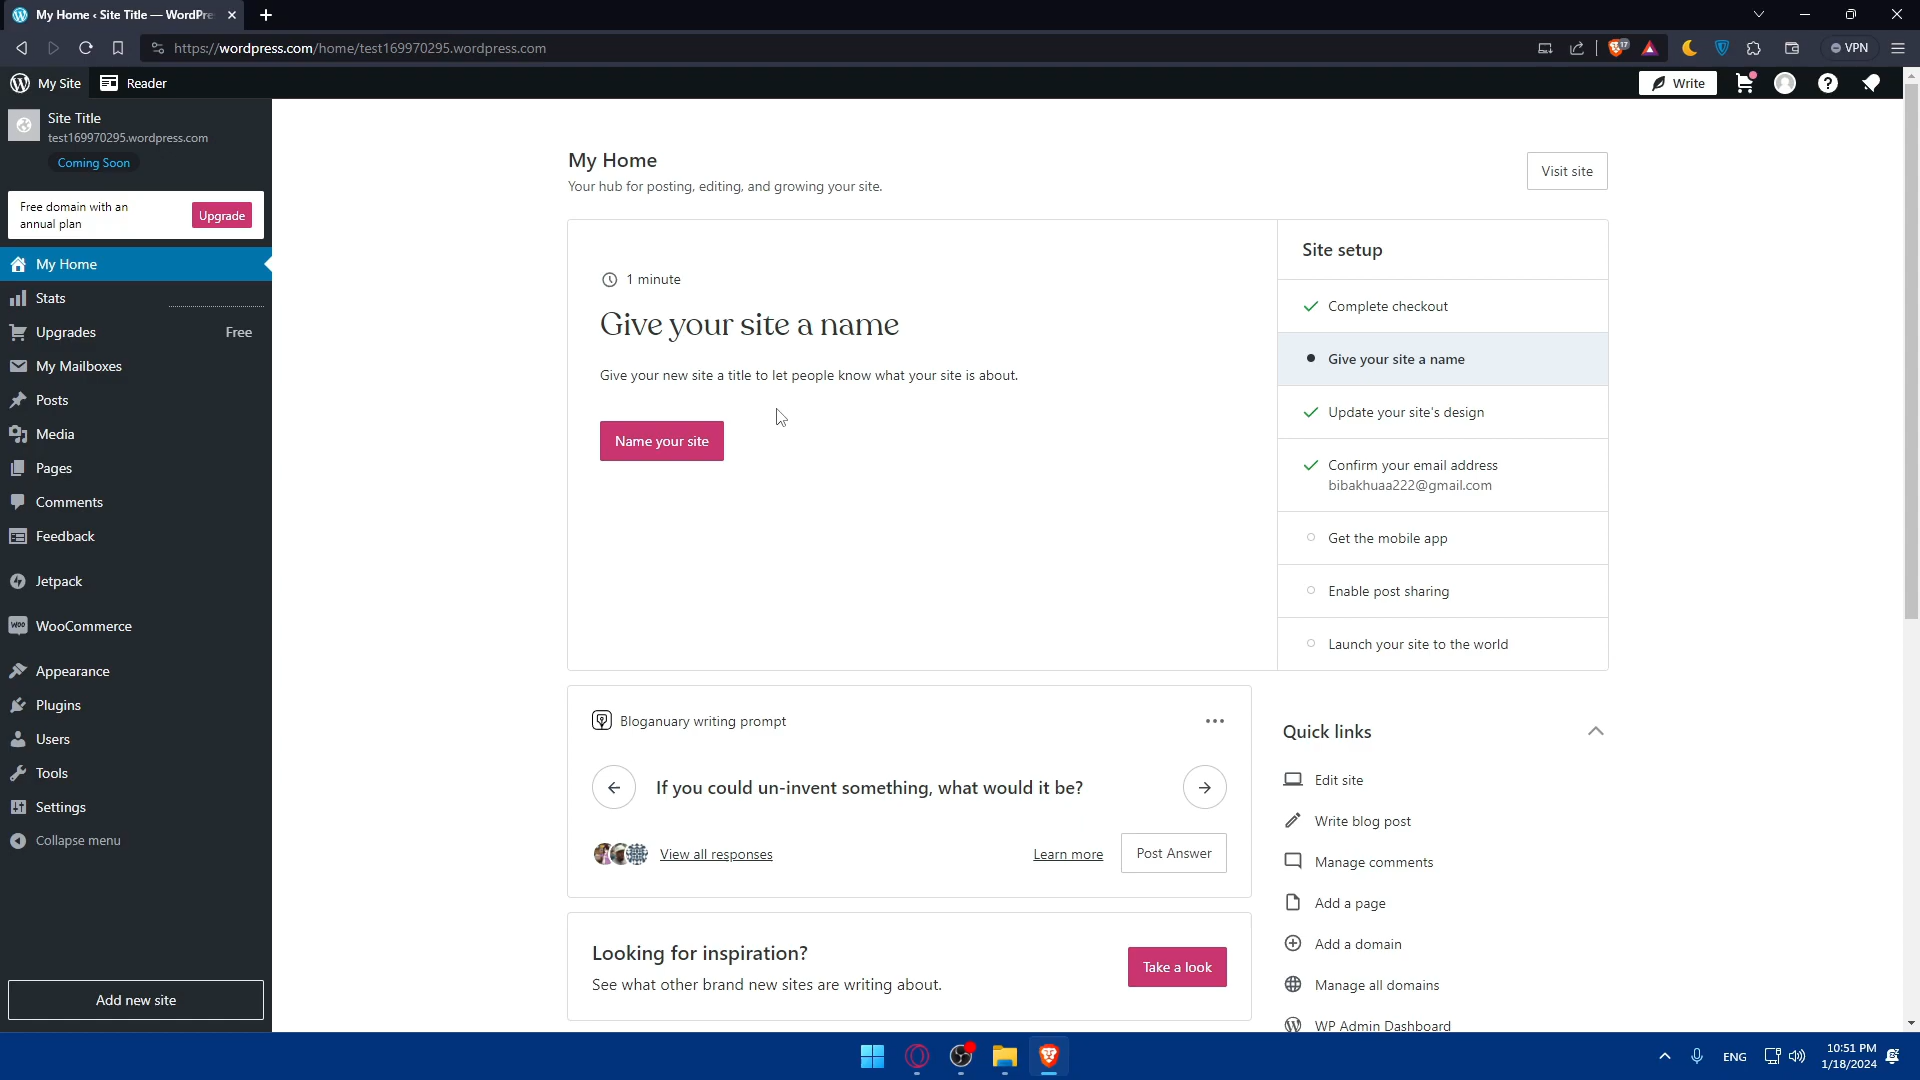 My Home ‹ Site Title — WordPre
https://wordpress.com/home/test169970295.wordpress.com
17
VPN
My Site
Reader
Write
Site Title
test169970295.wordpress.com
Coming Soon
Free domain with an
annual plan
Upgrade
My Home
Stats
Upgrades
Free
My Mailboxes
Posts
Media
Pages
Comments
Feedback
Jetpack
WooCommerce
Appearance
Plugins
Users
Tools
Settings
Collapse menu
Add new site
My Home
Your hub for posting, editing, and growing your site.
Visit site
1 minute
Give your site a name
Give your new site a title to let people know what your site is about.
Name your site
Site setup
Complete checkout
Give your site a name
Update your site's design
Confirm your email address
bibakhuaa222@gmail.com
Get the mobile app
Enable post sharing
Launch your site to the world
Bloganuary writing prompt
If you could un-invent something, what would it be?
View all responses
Learn more
Post Answer
Looking for inspiration?
See what other brand new sites are writing about.
Take a look
Quick links
Edit site
Write blog post
Manage comments
Add a page
Add a domain
Manage all domains
WP Admin Dashboard
ENG
10:51 PM
1/18/2024